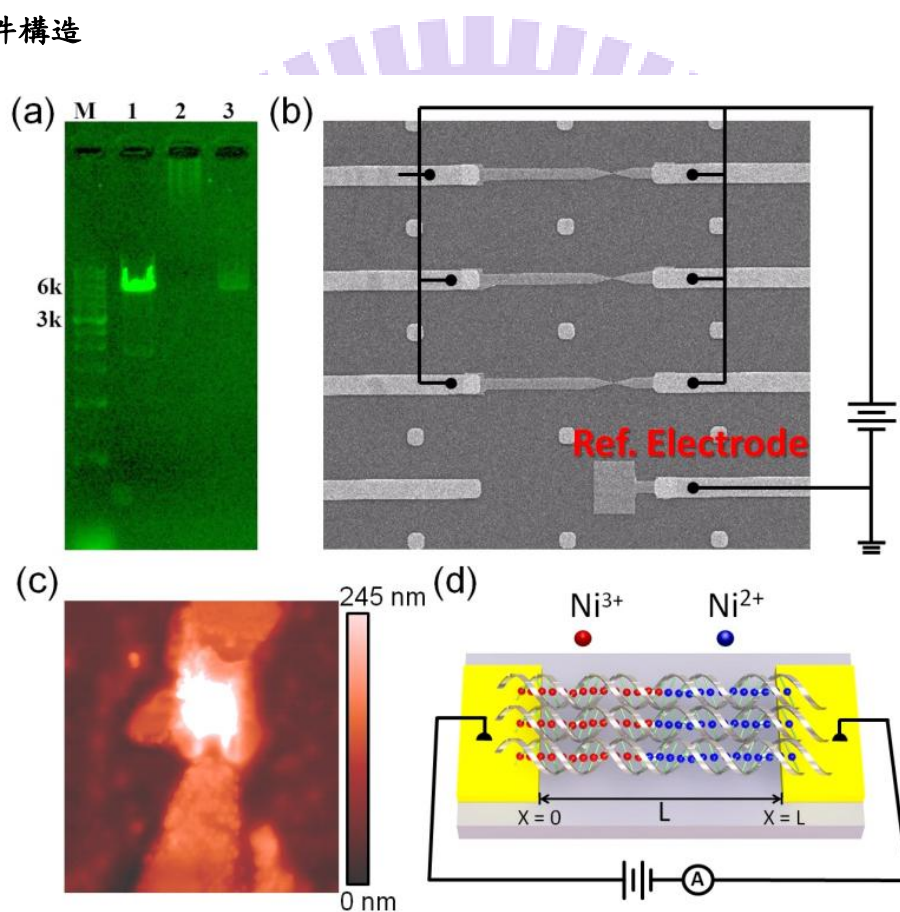 件構造
(a)
M 1 2 3
6k
3k
(b)
Ref. Electrode
(c)
245 nm
0 nm
(d)
Ni³⁺ Ni²⁺
L
X = 0 X = L
A